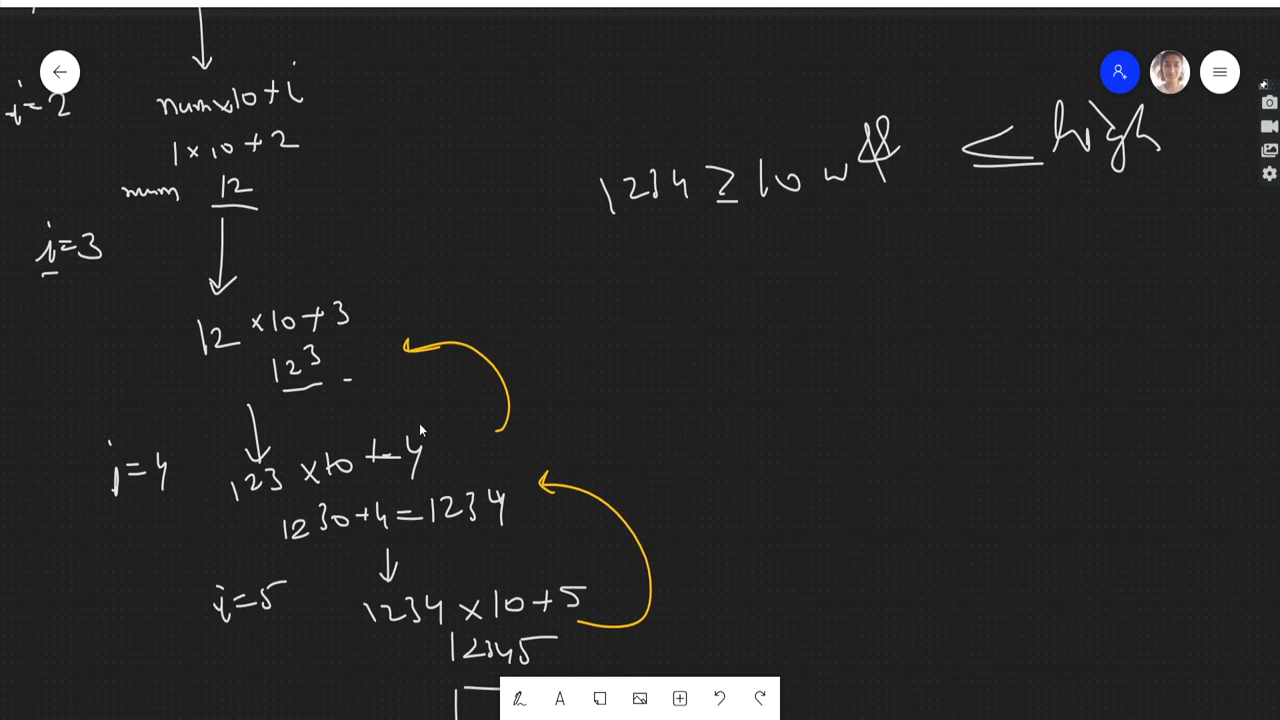 i=2
num×10+i
1×10+2
num 12
i=3
12×10+3
123
i=4
123×10+4
1230+4=1234
i=5
1234×10+5
12345
1234 ≥ low && ≤ high
A